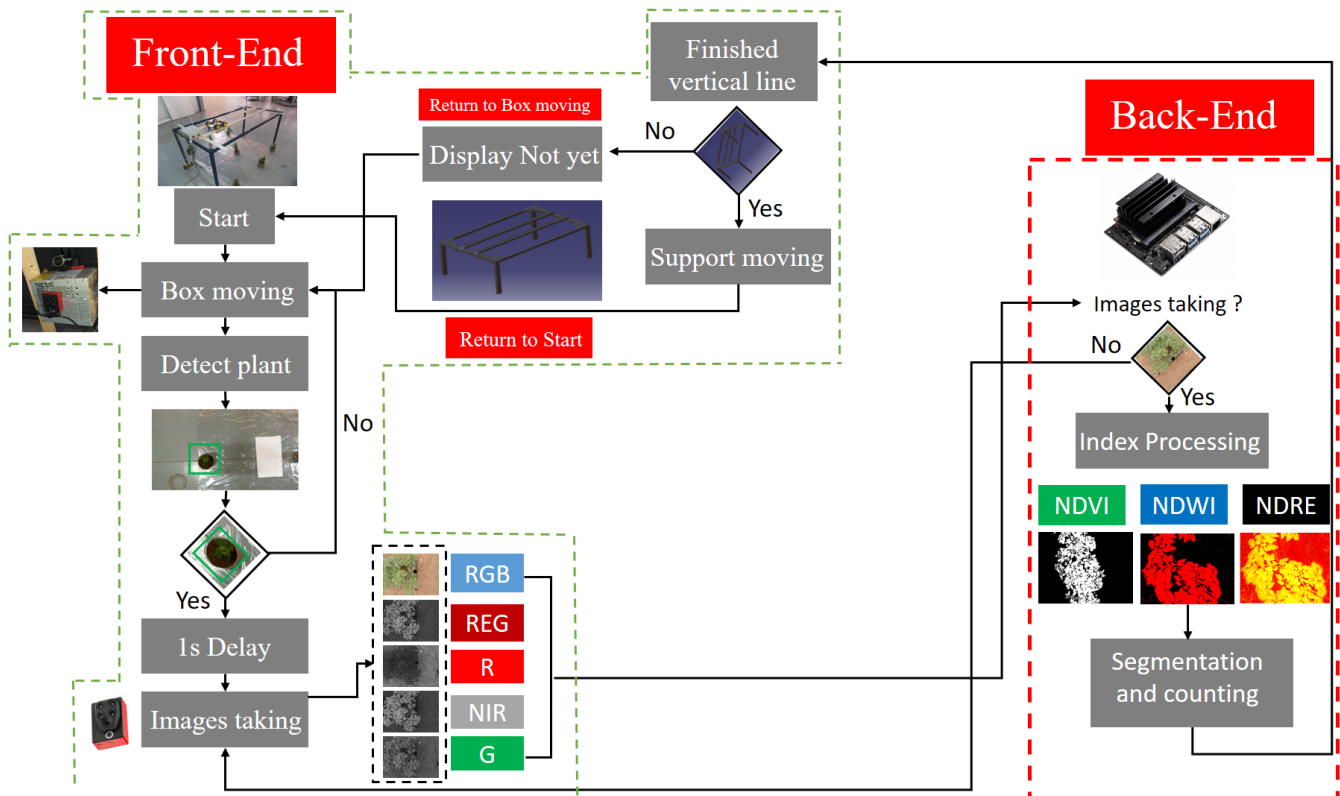 Front-End
Start
Box moving
Detect plant
No
Yes
1s Delay
Images taking
RGB
REG
R
NIR
G
Finished
vertical line
No
Yes
Return to Box moving
Display Not yet
Support moving
Return to Start
Back-End
Images taking ?
No
Yes
Index Processing
NDVI
NDWI
NDRE
Segmentation
and counting